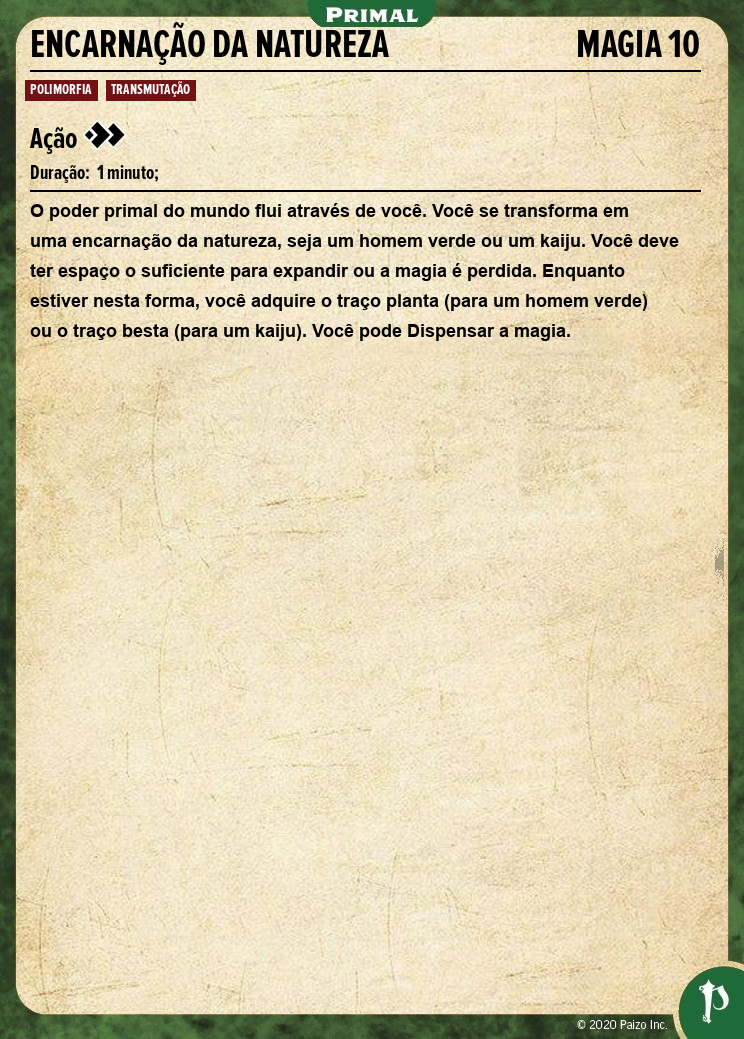 PRIMAL
ENCARNAÇÃO DA NATUREZA MAGIA 10
POLIMORFIA TRANSMUTAÇÃO
Ação
Duração: 1 minuto;
O poder primal do mundo flui através de você. Você se transforma em
uma encarnação da natureza, seja um homem verde ou um kaiju. Você deve
ter espaço o suficiente para expandir ou a magia é perdida. Enquanto
estiver nesta forma, você adquire o traço planta (para um homem verde)
ou o traço besta (para um kaiju). Você pode Dispensar a magia.
© 2020 Paizo Inc.
P